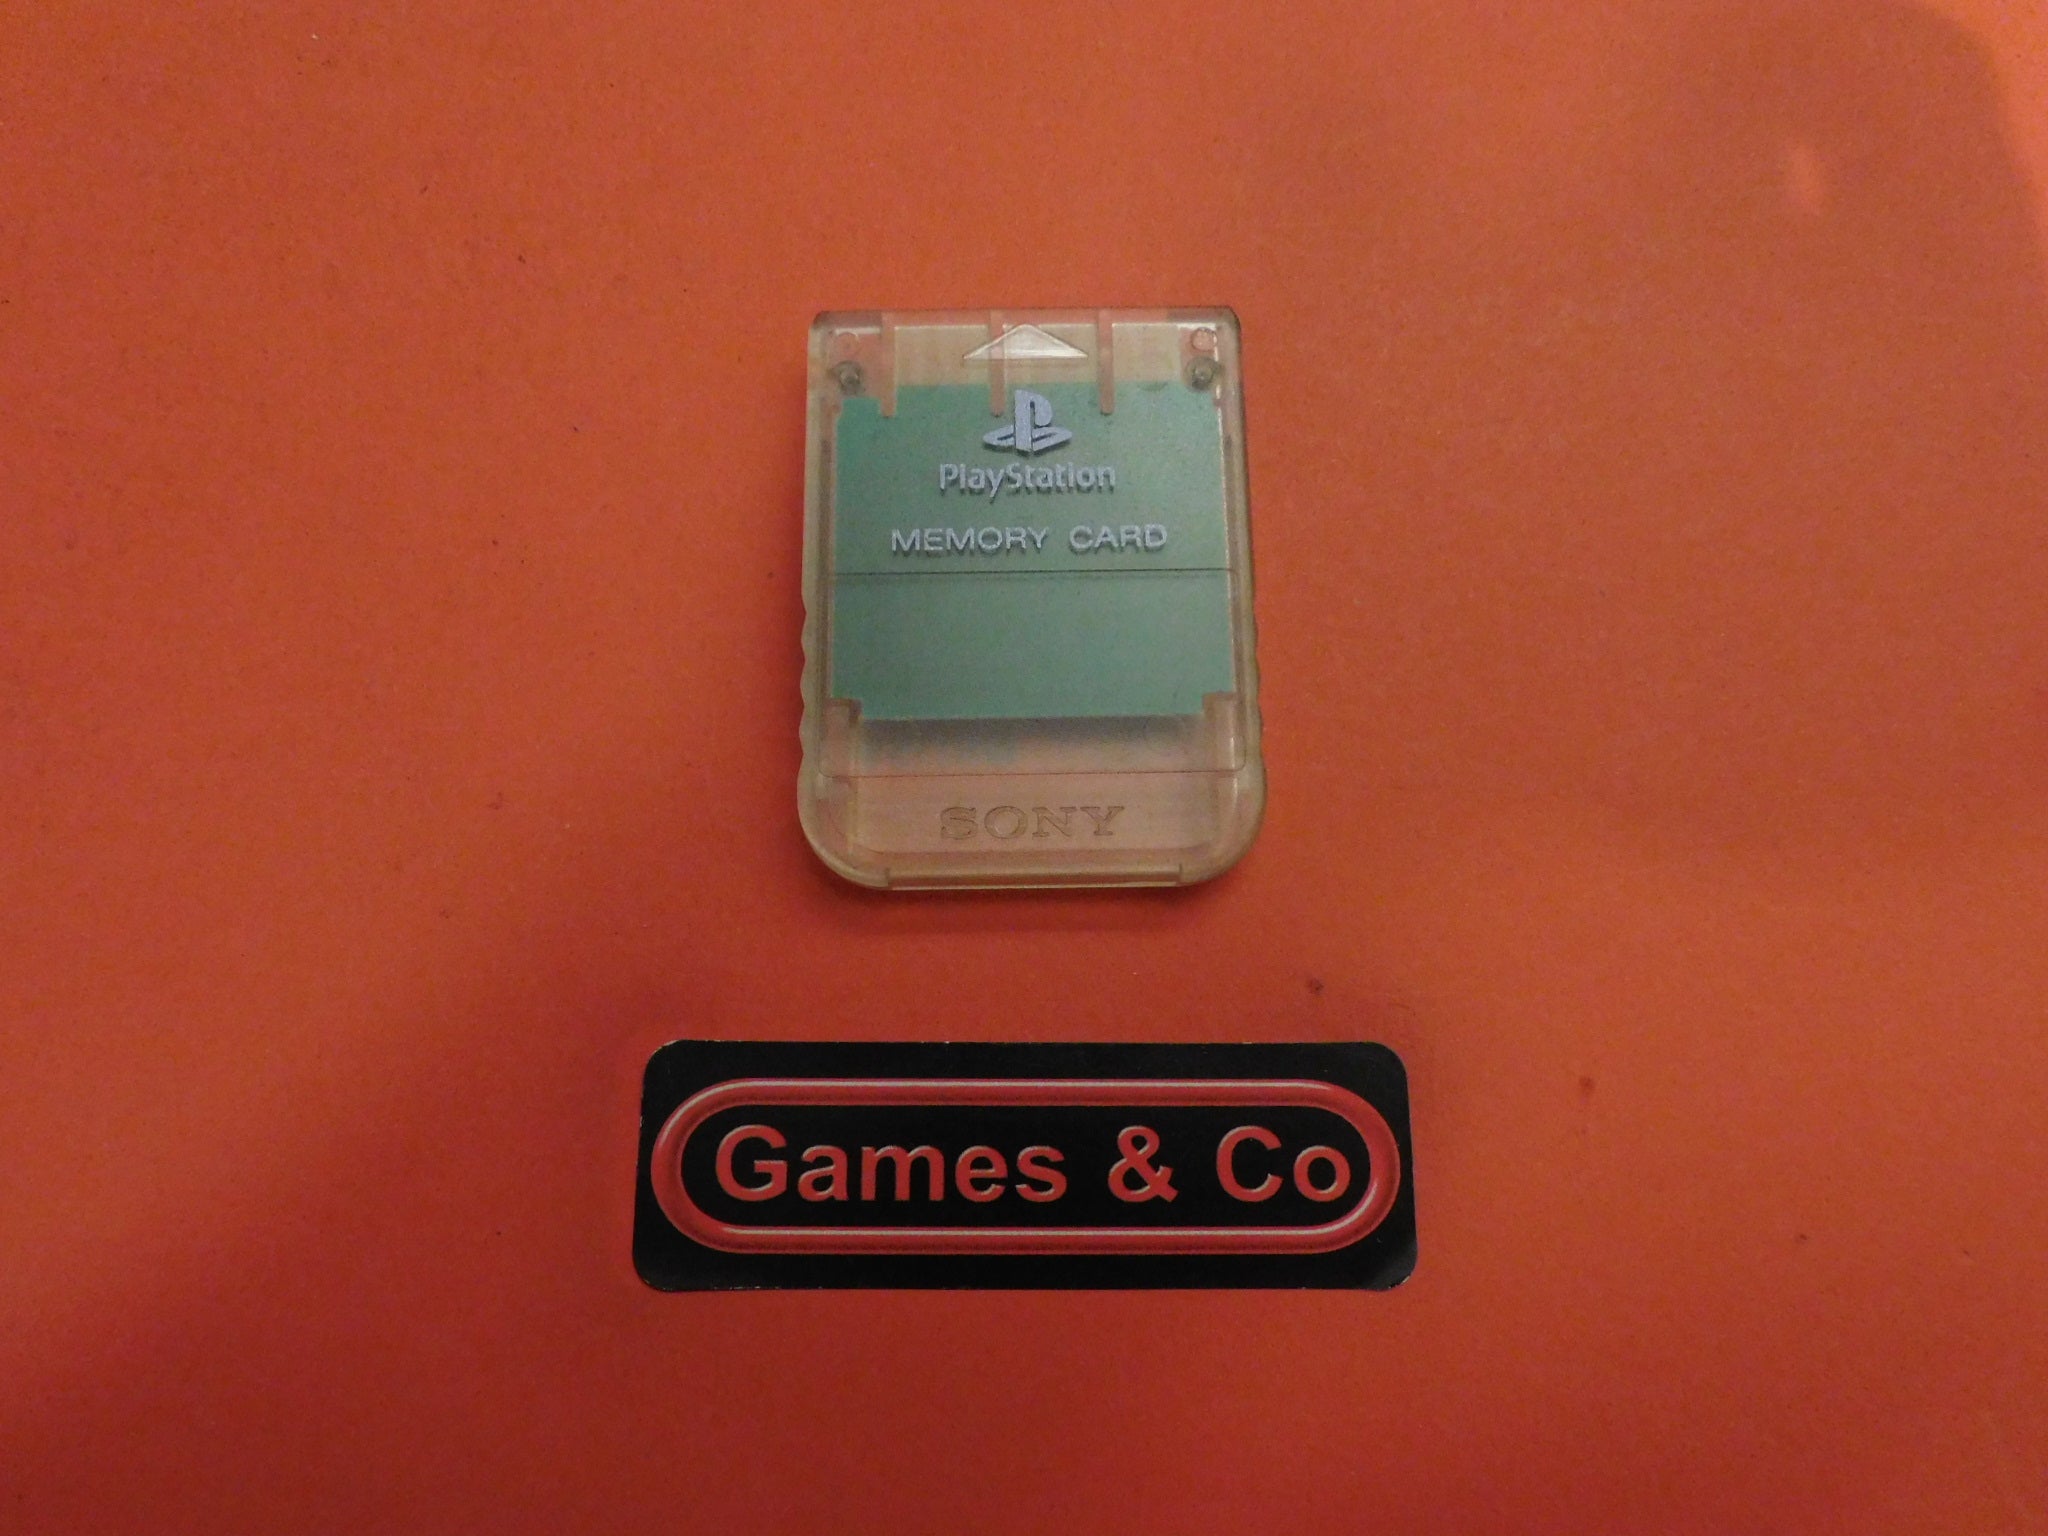 PlayStation
MEMORY CARD
SONY
Games & Co